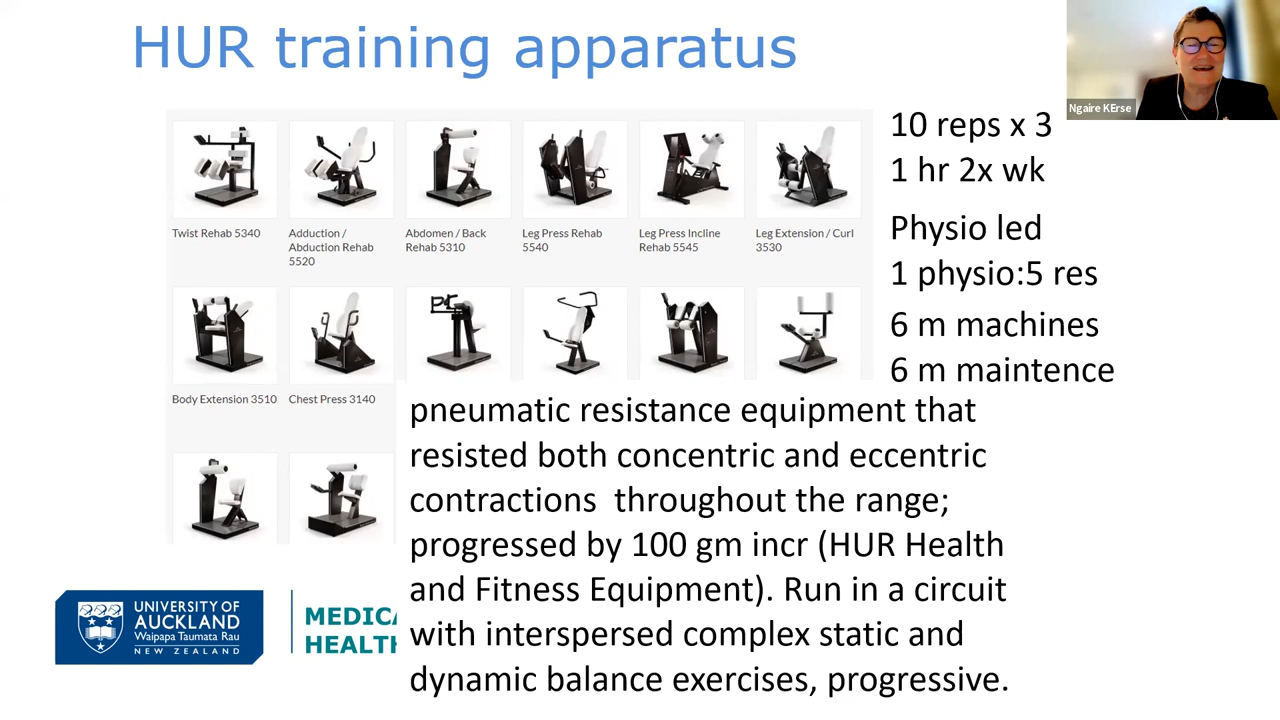 HUR training apparatus
Ngaire KErse
10 reps x 3
1 hr 2x wk
Physio led
1 physio:5 res
6 m machines
6 m maintence
Twist Rehab 5340
Adduction /
Abduction Rehab
5520
Abdomen / Back
Rehab 5310
Leg Press Rehab
5540
Leg Press Incline
Rehab 5545
Leg Extension / Curl
3530
Body Extension 3510
Chest Press 3140
pneumatic resistance equipment that
resisted both concentric and eccentric
contractions throughout the range;
progressed by 100 gm incr (HUR Health
and Fitness Equipment). Run in a circuit
with interspersed complex static and
dynamic balance exercises, progressive.
UNIVERSITY OF
AUCKLAND
Waipapa Taumata Rau
NEW ZEALAND
MEDICA
HEALTH